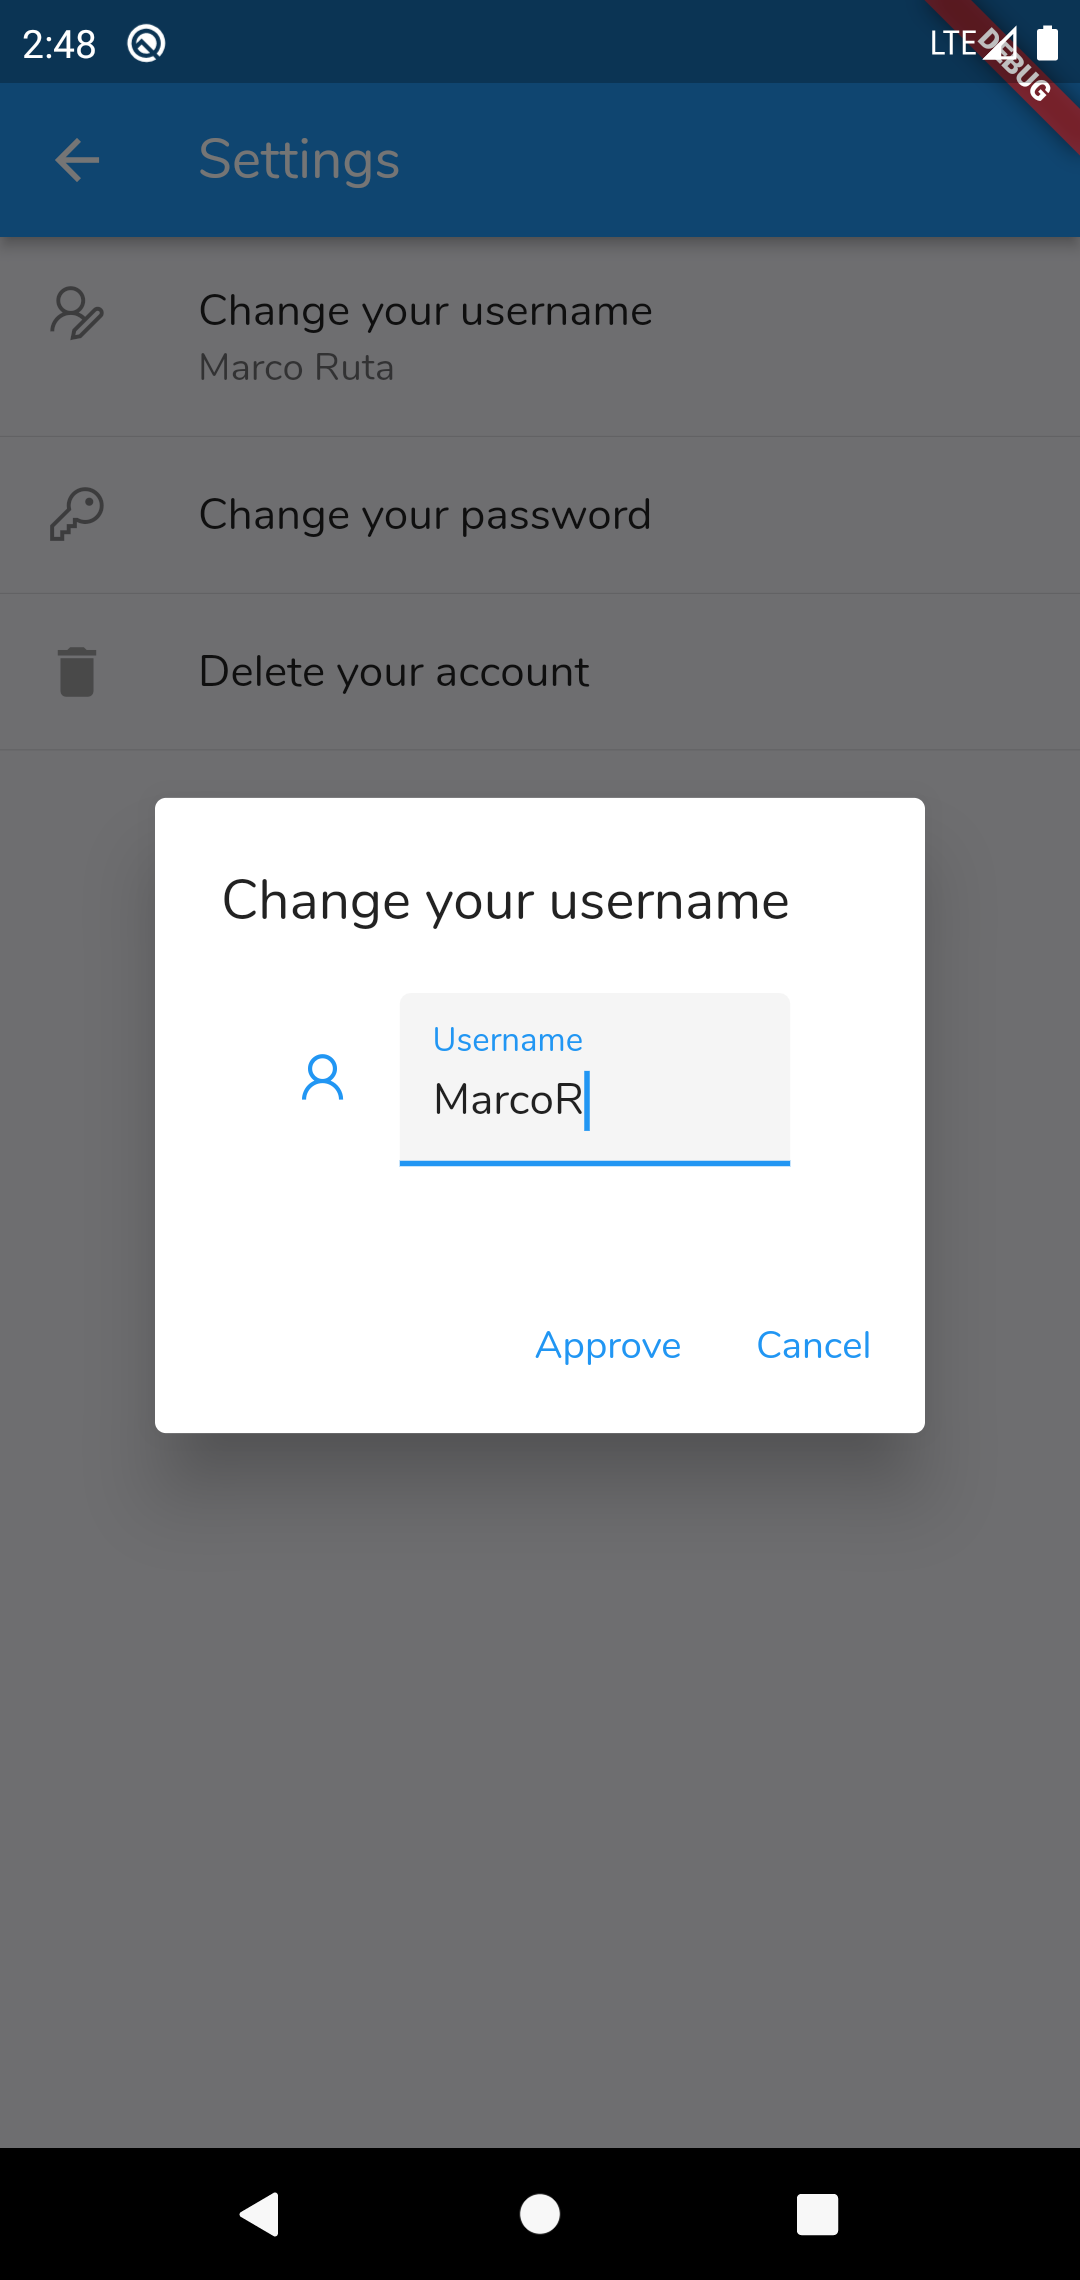 2:48
LTE
DEBUG
Settings
Change your username
Marco Ruta
Change your password
Delete your account
Change your username
Username
MarcoR
Approve Cancel